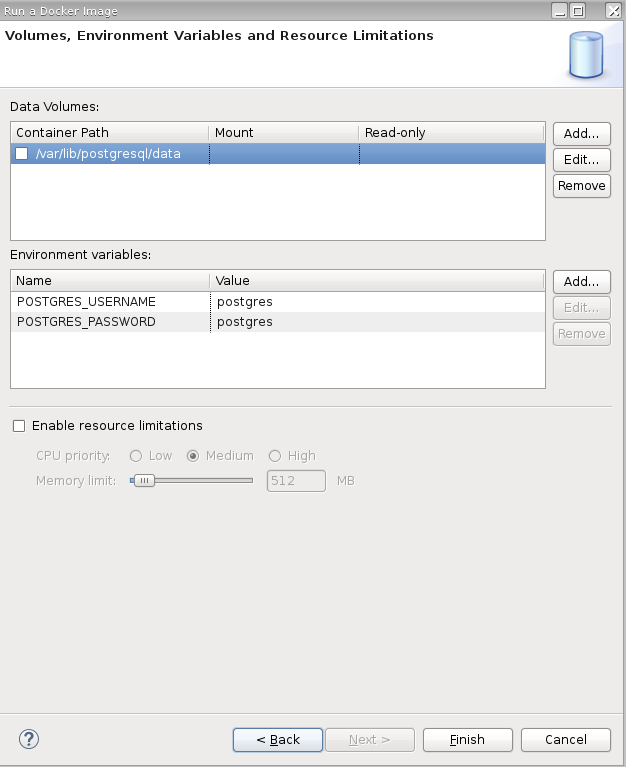 Run a Docker Image
Volumes, Environment Variables and Resource Limitations
Data Volumes:
Container Path Mount Read-only
/var/lib/postgresql/data
Add...
Edit...
Remove
Environment variables:
Name Value
POSTGRES_USERNAME postgres
POSTGRES_PASSWORD postgres
Add...
Edit...
Remove
Enable resource limitations
CPU priority: Low Medium High
Memory limit: 512 MB
? < Back Next > Finish Cancel